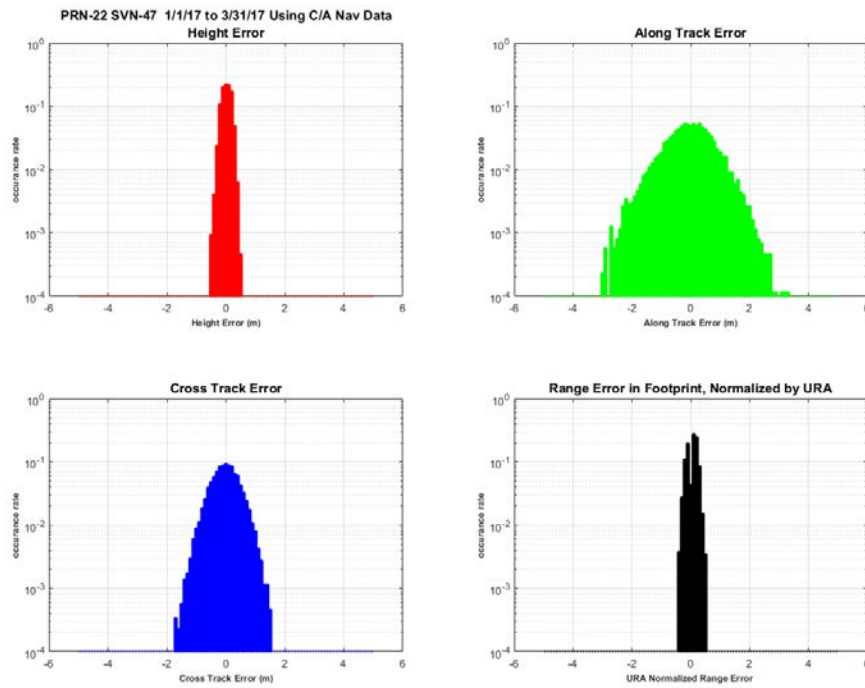 PRN-22 SVN-47 1/1/17 to 3/31/17 Using C/A Nav Data
Height Error
10^0
10^-1
10^-2
10^-3
10^-4
occurance rate
-6 -4 -2 0 2 4 6
Height Error (m)
Along Track Error
10^0
10^-1
10^-2
10^-3
10^-4
occurance rate
-6 -4 -2 0 2 4 6
Along Track Error (m)
Cross Track Error
10^0
10^-1
10^-2
10^-3
10^-4
occurance rate
-6 -4 -2 0 2 4 6
Cross Track Error (m)
Range Error in Footprint, Normalized by URA
10^0
10^-1
10^-2
10^-3
10^-4
occurance rate
-6 -4 -2 0 2 4 6
URA Normalized Range Error